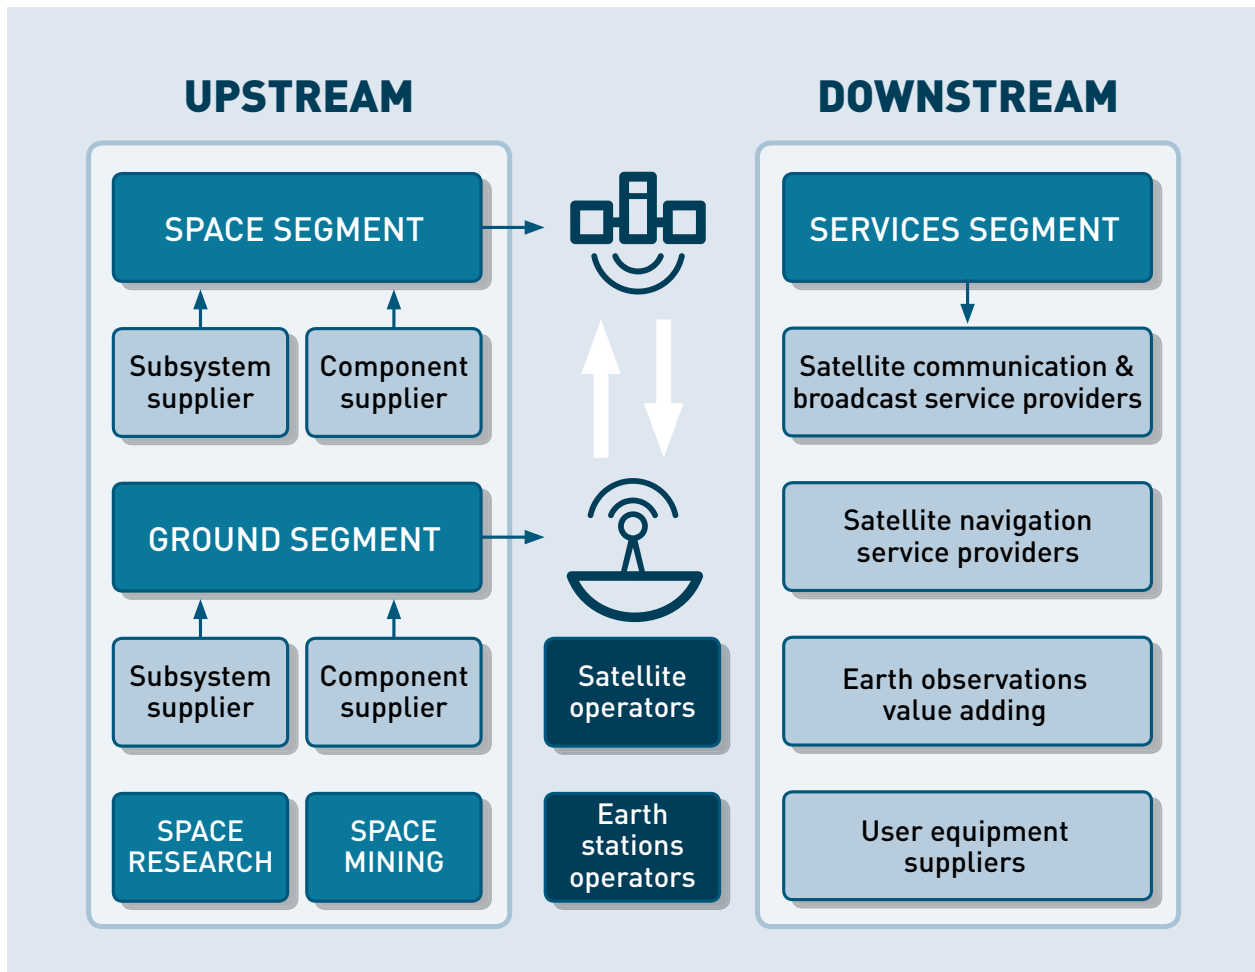 UPSTREAM
SPACE SEGMENT
Subsystem
supplier
Component
supplier
GROUND SEGMENT
Subsystem
supplier
Component
supplier
SPACE
RESEARCH
SPACE
MINING
Satellite
operators
Earth
stations
operators
DOWNSTREAM
SERVICES SEGMENT
Satellite communication &
broadcast service providers
Satellite navigation
service providers
Earth observations
value adding
User equipment
suppliers